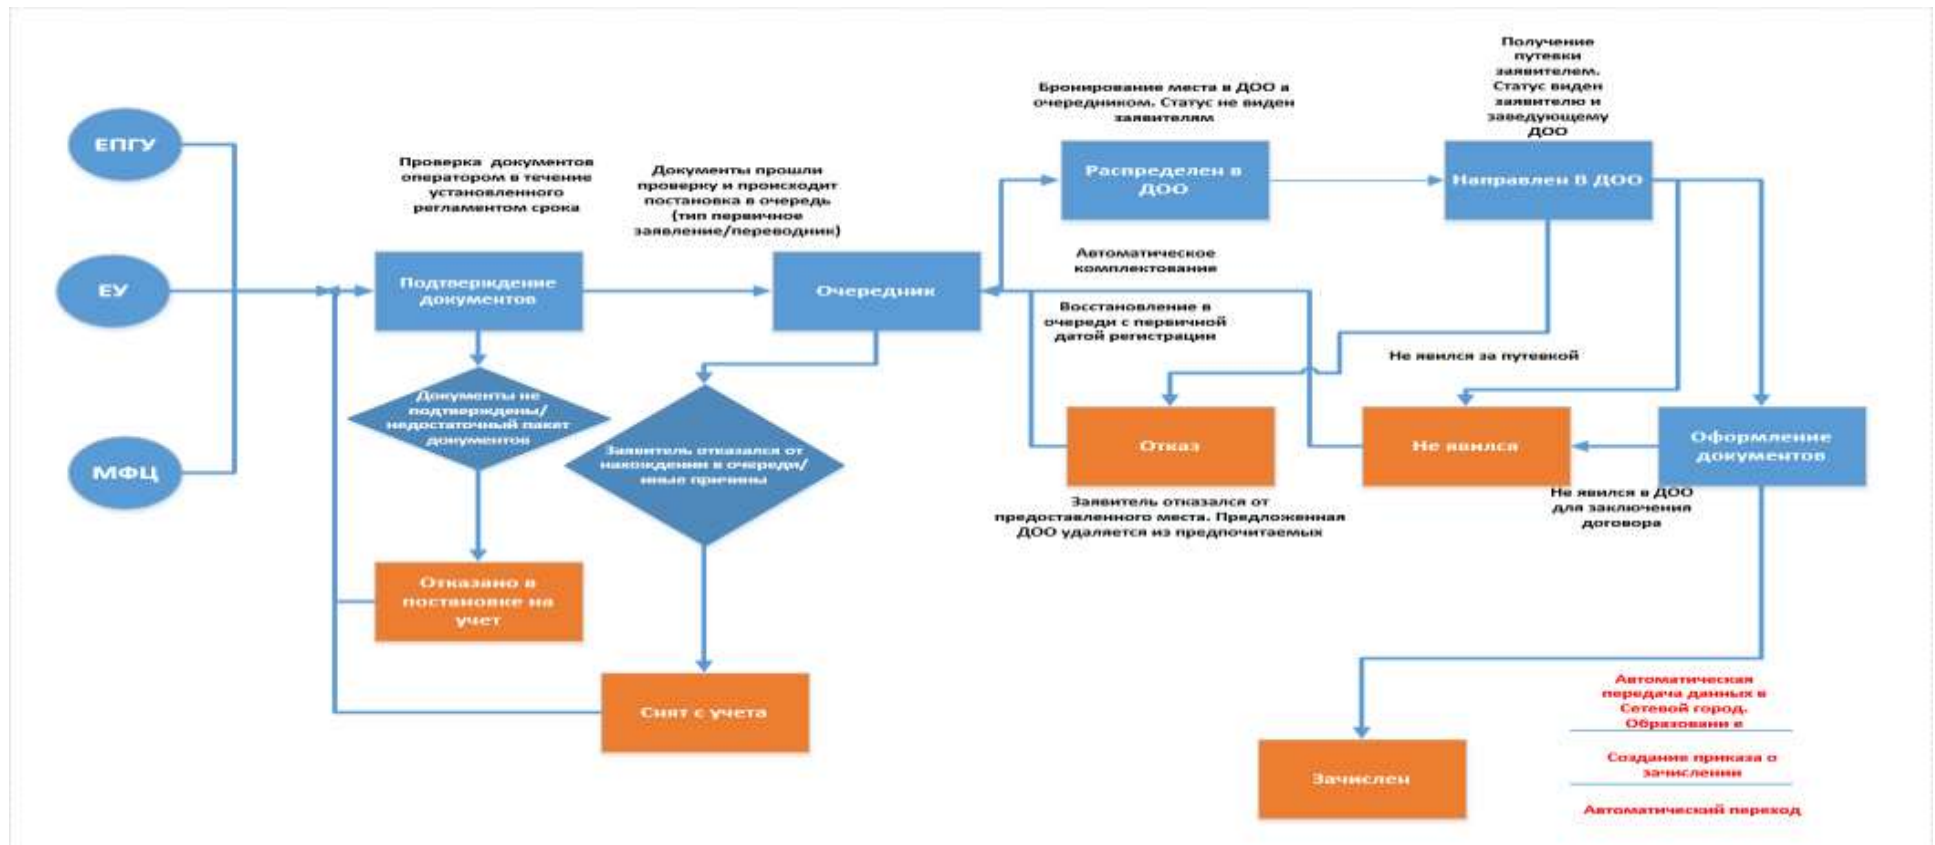 ЕПГУ
ЕУ
МФЦ
Проверка документов
оператором в течение
установленного
регламентом срока
Подтверждение
документов
Документы не
подтверждены/
недостаточный пакет
документов
Отказано в
постановке на
учет
Документы прошли
проверку и происходит
постановка в очередь
(тип первичное
заявление/переводник)
Очередник
Заявитель отказался от
нахождении в очереди/
иные причины
Снят с учета
Бронирование места в ДОО а
очередником. Статус не виден
заявителям
Распределен в
ДОО
Автоматическое
комплектование
Восстановление в
очереди с первичной
датой регистрации
Отказ
Заявитель отказался от
предоставленного места. Предложенная
ДОО удаляется из предпочитаемых
Получение
путевки
заявителем.
Статус виден
заявителю и
заведующему
ДОО
Направлен В ДОО
Не явился за путевкой
Не явился
Оформление
документов
Не явился в ДОО
для заключения
договора
Зачислен
Автоматическая
передача данных в
Сетевой город.
Образовани е
Создание приказа о
зачислении
Автоматический переход